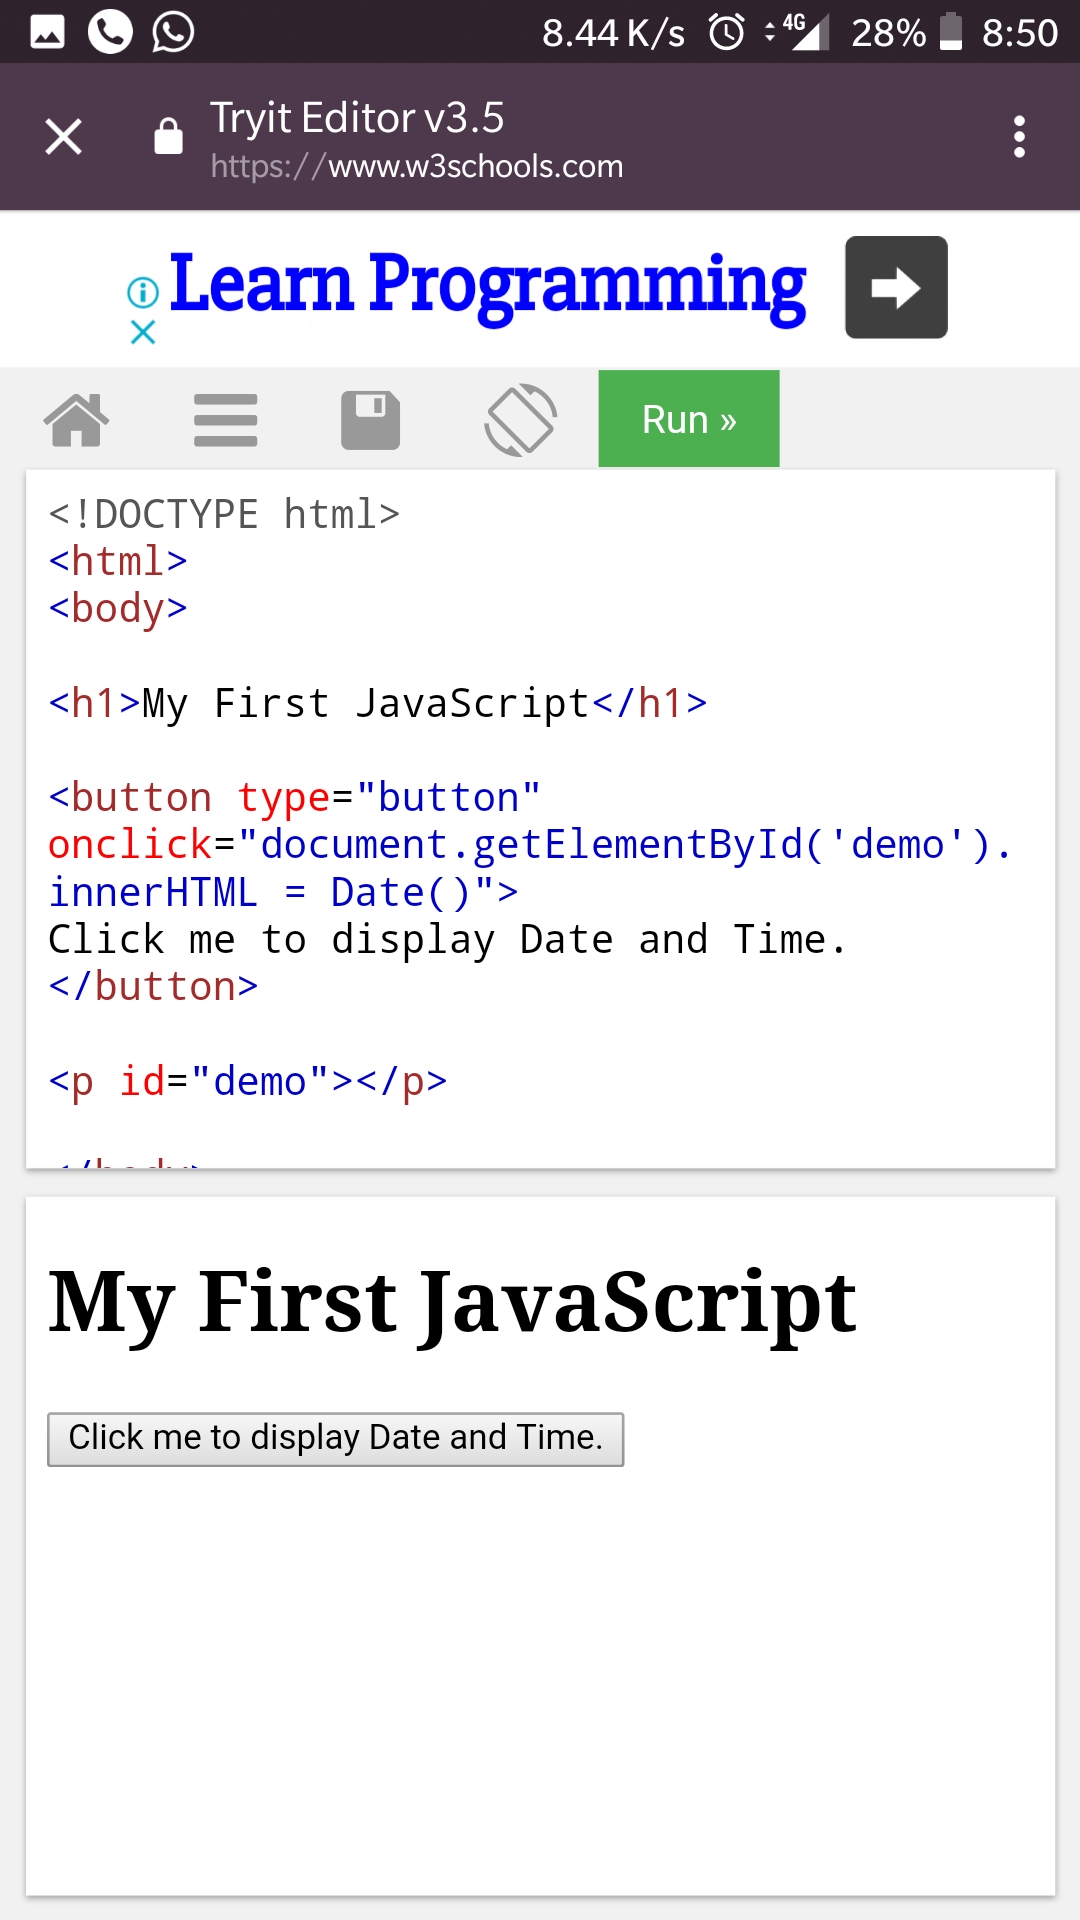 8.44 K/s 4G 28% 8:50
Tryit Editor v3.5
https://www.w3schools.com
Learn Programming
Run »
<!DOCTYPE html>
<html>
<body>
<h1>My First JavaScript</h1>
<button type="button"
onclick="document.getElementById('demo').
innerHTML = Date()">
Click me to display Date and Time.
</button>
<p id="demo"></p>
</body>
My First JavaScript
Click me to display Date and Time.